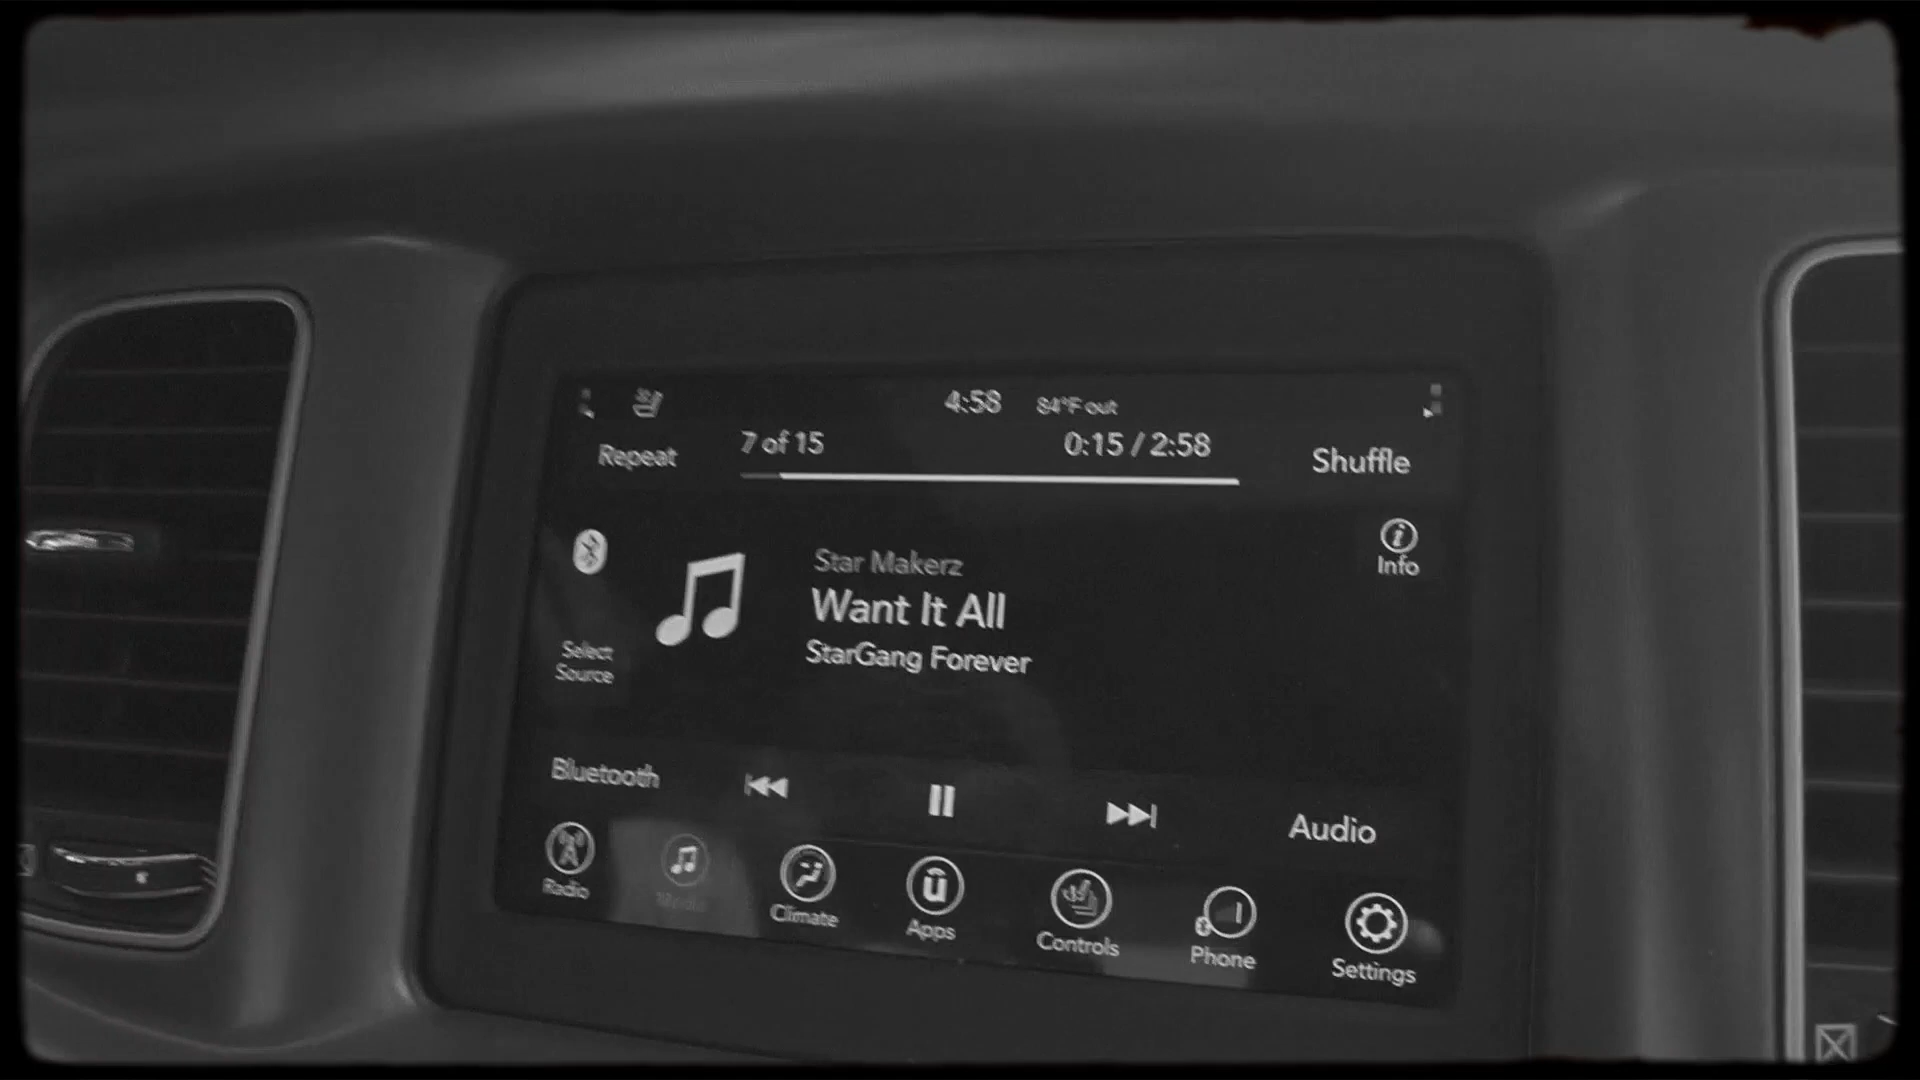 4:58 84°F out
Repeat 7 of 15 0:15 / 2:58 Shuffle
Info
Star Makerz
Want It All
StarGang Forever
Select
Source
Bluetooth Audio
Radio Media Climate Apps Controls Phone Settings